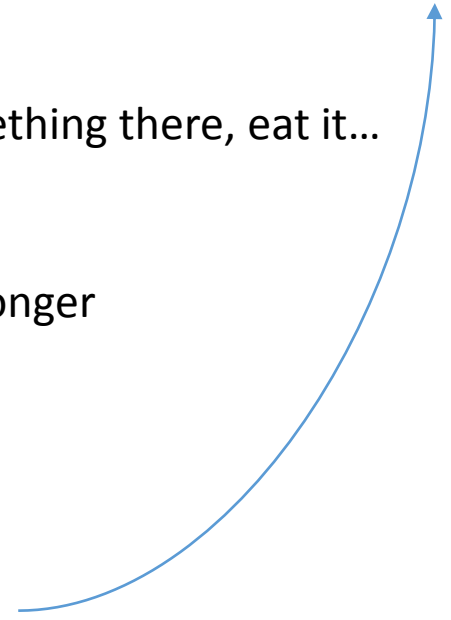 ething there, eat it…
onger